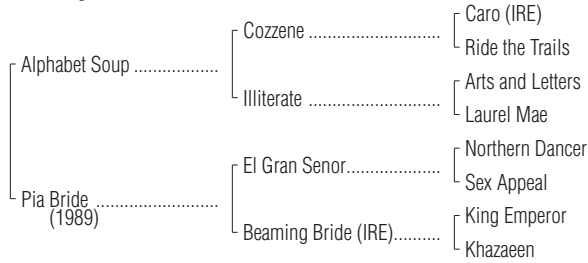 Caro (IRE)
Cozzene ....................
Ride the Trails
Alphabet Soup ..................
Arts and Letters
Illiterate ....................
Laurel Mae
Northern Dancer
El Gran Senor....................
Sex Appeal
Pia Bride ....................
(1989)
King Emperor
Beaming Bride (IRE)..........
Khazaeen